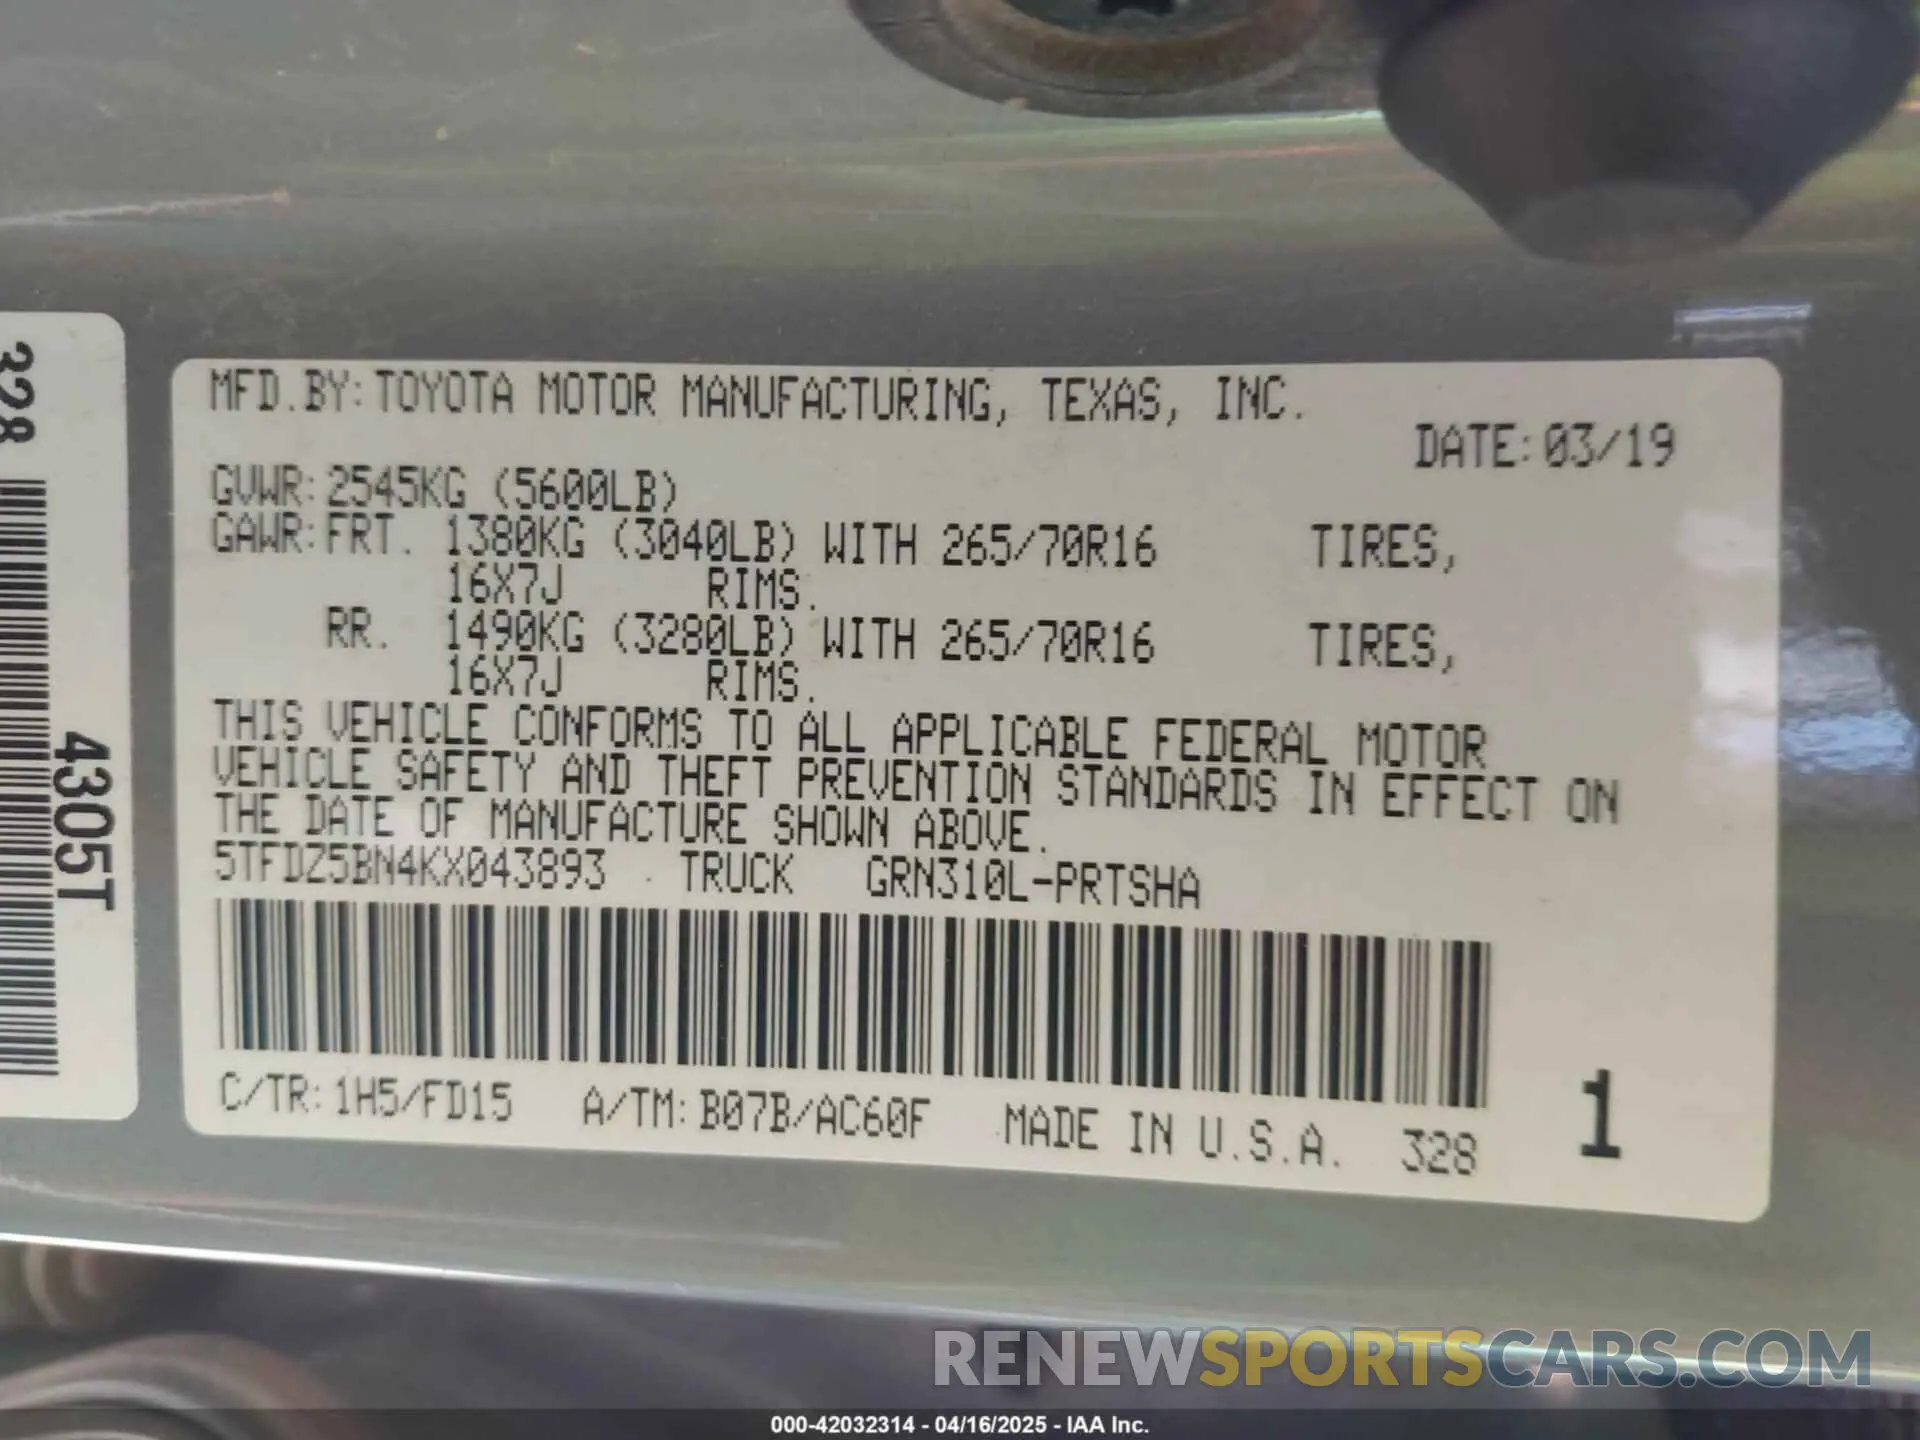 328
4305T
MFD.BY:TOYOTA MOTOR MANUFACTURING, TEXAS, INC.
DATE:03/19
GVWR:2545KG (5600LB)
GAWR:FRT. 1380KG (3040LB) WITH 265/70R16 TIRES,
16X7J RIMS.
RR. 1490KG (3280LB) WITH 265/70R16 TIRES,
16X7J RIMS.
THIS VEHICLE CONFORMS TO ALL APPLICABLE FEDERAL MOTOR
VEHICLE SAFETY AND THEFT PREVENTION STANDARDS IN EFFECT ON
THE DATE OF MANUFACTURE SHOWN ABOVE.
5TFDZ5BN4KX043893 TRUCK GRN310L-PRTSHA
C/TR:1H5/FD15 A/TM:B07B/AC60F MADE IN U.S.A. 328
1
RENEWSPORTSCARS.COM
000-42032314 - 04/16/2025 - IAA Inc.